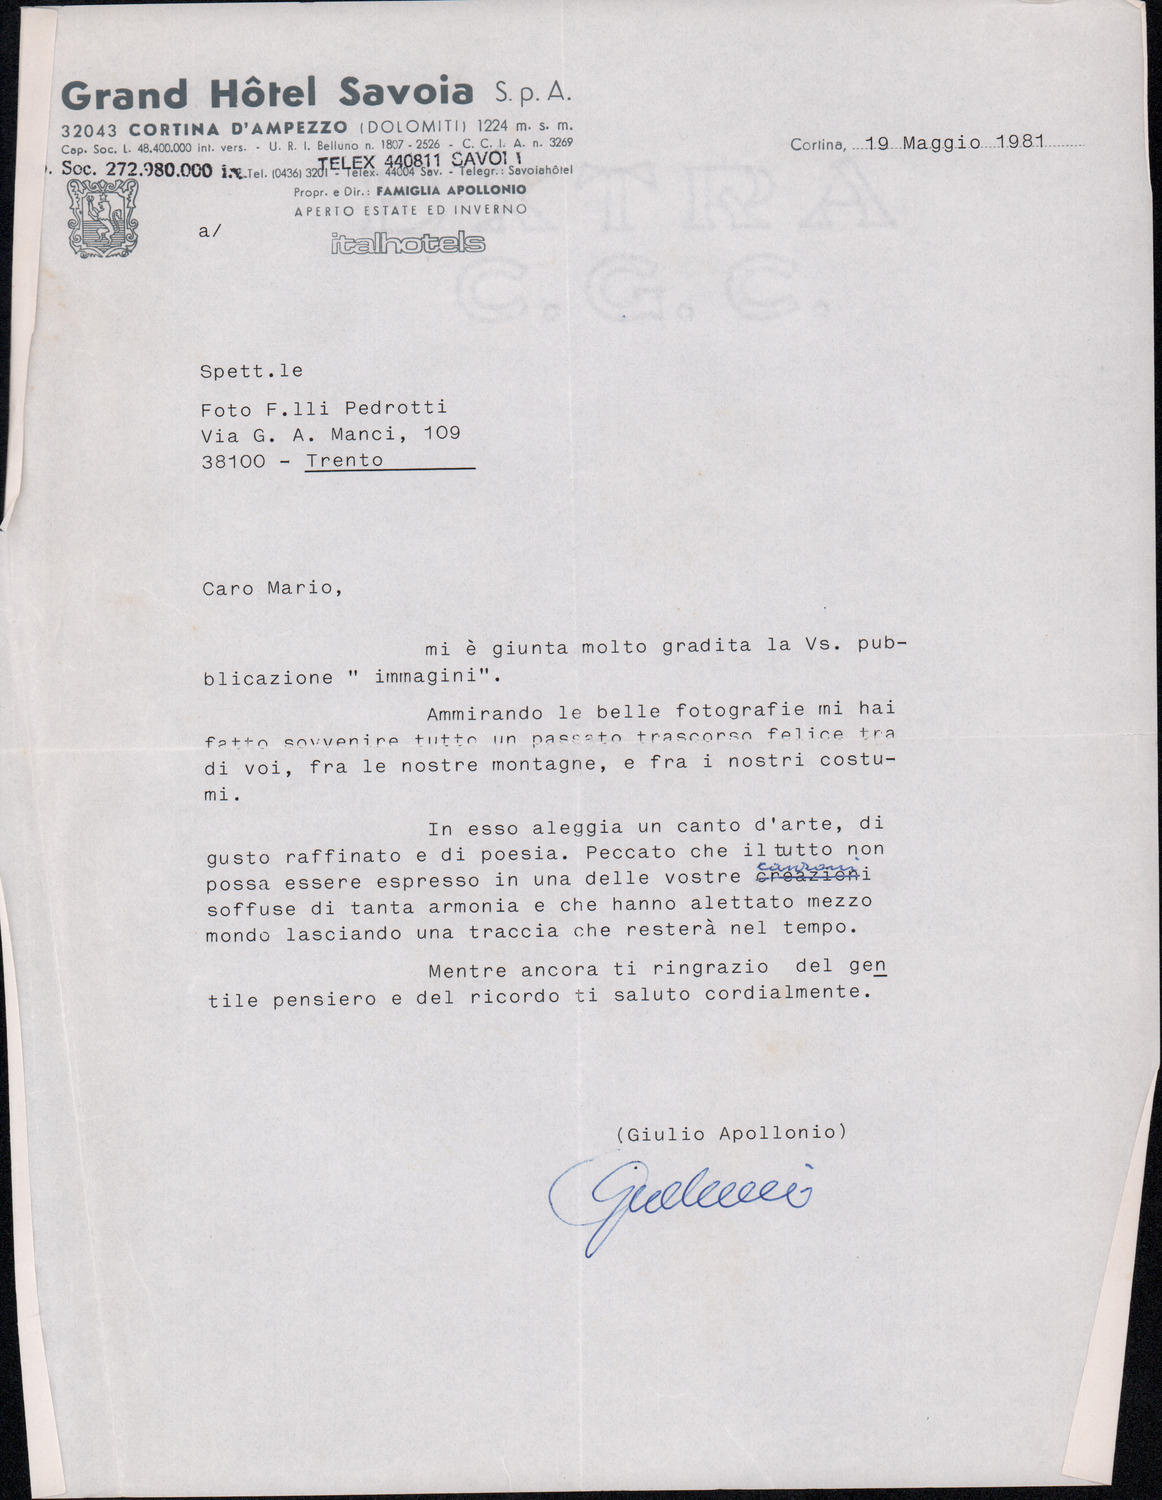 Grand Hôtel Savoia S.p.A.
32043 CORTINA D'AMPEZZO (DOLOMITI) 1224 m. s. m.
Cap. Soc. L. 48.400.000 int. vers. - U. R. I. Belluno n. 1807 - 2526 - C. C. I. A. n. 3269
TELEX 440811 SAVOI I
. Soc. 272.980.000 i.v. Tel. (0436) 3201 - Telex. 44004 Sav. - Telegr.: Savoiahôtel
Propr. e Dir.: FAMIGLIA APOLLONIO
APERTO ESTATE ED INVERNO
a/
italhotels
Cortina, 19 Maggio 1981
EXTRA
C.G.C.
Spett.le
Foto F.lli Pedrotti
Via G. A. Manci, 109
38100 - Trento
Caro Mario,
mi è giunta molto gradita la Vs. pub-
blicazione " immagini".
Ammirando le belle fotografie mi hai
fatto sovvenire tutto un passato trascorso felice tra
di voi, fra le nostre montagne, e fra i nostri costu-
mi.
In esso aleggia un canto d'arte, di
gusto raffinato e di poesia. Peccato che il tutto non
canzoni
possa essere espresso in una delle vostre creazioni
soffuse di tanta armonia e che hanno alettato mezzo
mondo lasciando una traccia che resterà nel tempo.
Mentre ancora ti ringrazio del gen
tile pensiero e del ricordo ti saluto cordialmente.
(Giulio Apollonio)